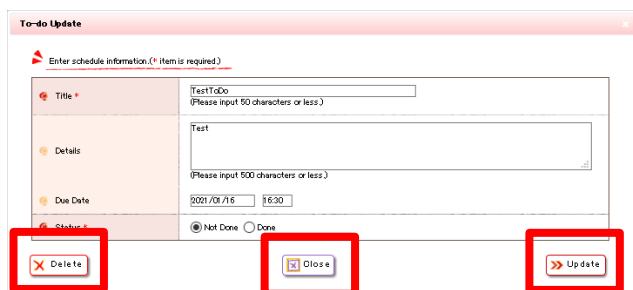 To-do Update
Enter schedule information.(* item is required.)
Title *
TestToDo
(Please input 50 characters or less.)
Details
Test
(Please input 500 characters or less.)
Due Date
2021/01/16 16:30
Status *
Not Done Done
Delete Close Update